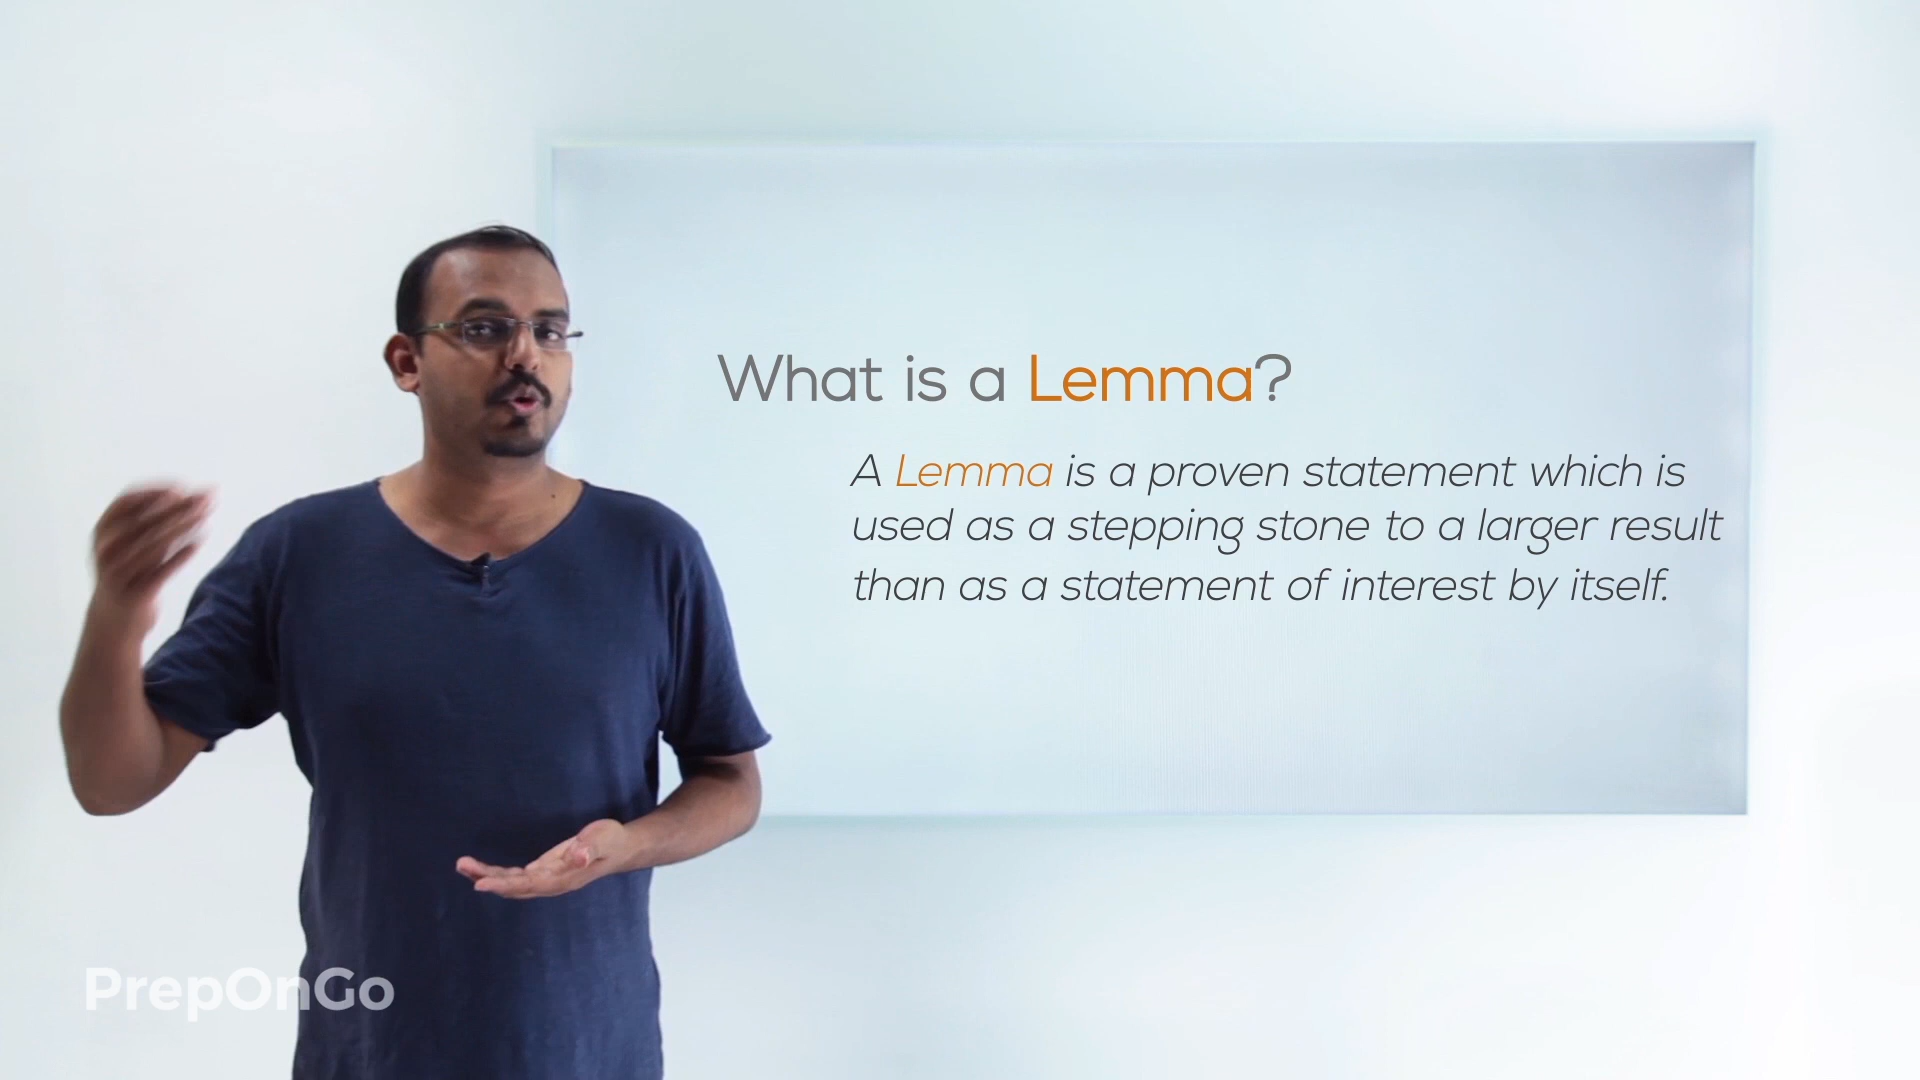 What is a Lemma?
A Lemma is a proven statement which is
used as a stepping stone to a larger result
than as a statement of interest by itself.
PrepOnGo